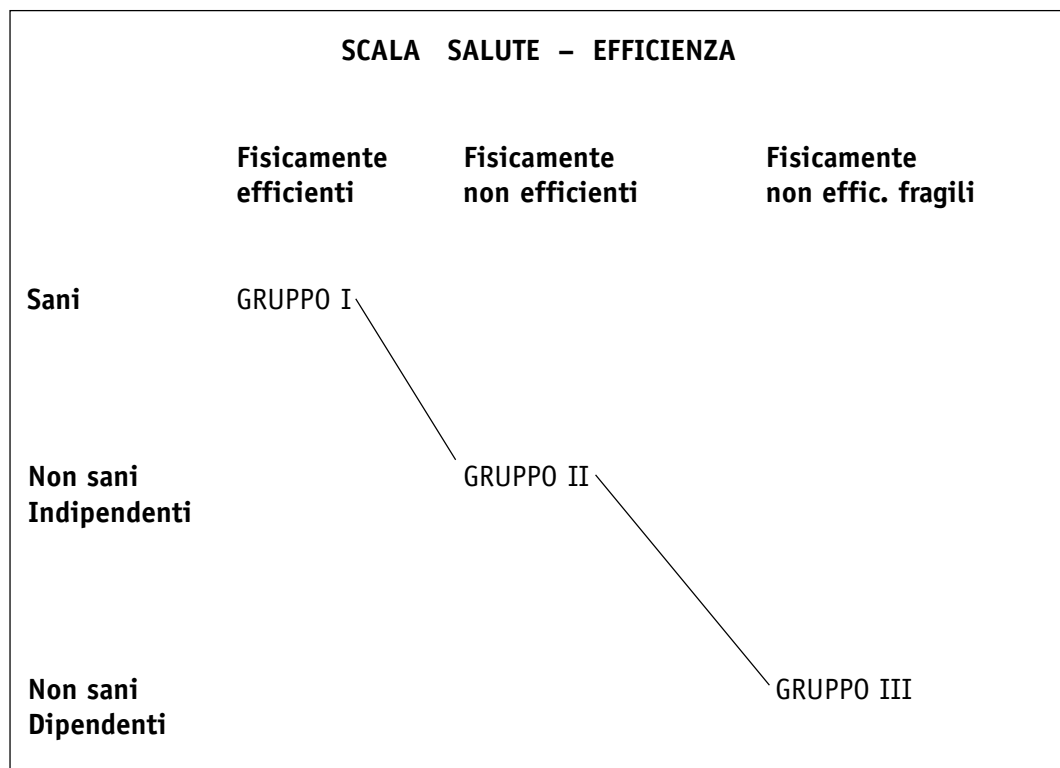 SCALA SALUTE – EFFICIENZA
Fisicamente Fisicamente Fisicamente
efficienti non efficienti non effic. fragili
Sani GRUPPO I
Non sani GRUPPO II
Indipendenti
Non sani GRUPPO III
Dipendenti